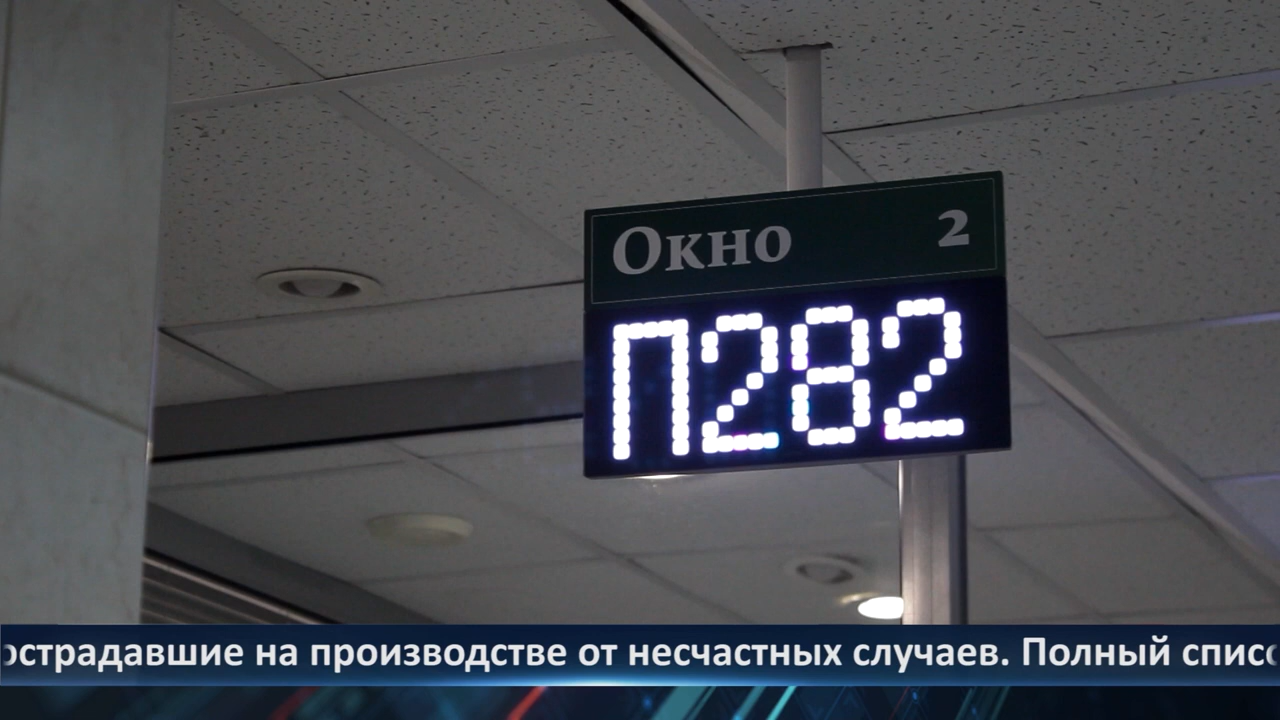 Окно 2
П282
острадавшие на производстве от несчастных случаев. Полный списо